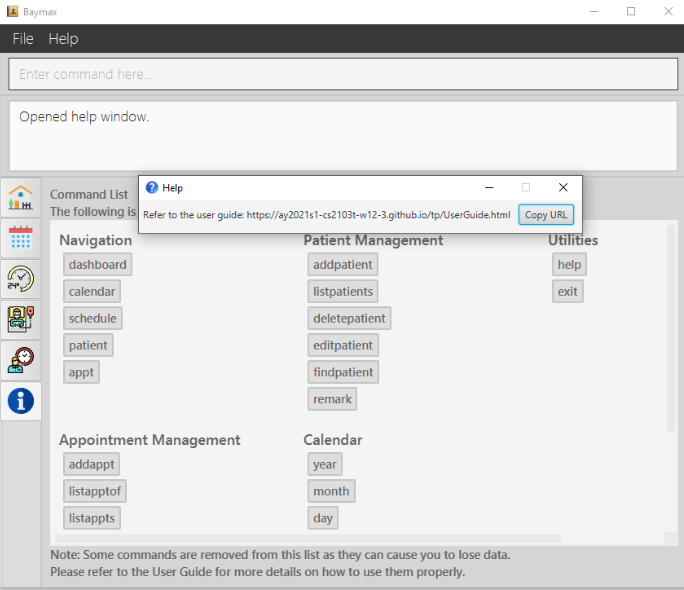 Baymax
File Help
Enter command here...
Opened help window.
Help
Refer to the user guide: https://ay2021s1-cs2103t-w12-3.github.io/tp/UserGuide.html Copy URL
Command List
The following is
Navigation
dashboard
calendar
schedule
patient
appt
Patient Management
addpatient
listpatients
deletepatient
editpatient
findpatient
remark
Utilities
help
exit
Appointment Management
addappt
listapptof
listappts
Calendar
year
month
day
Note: Some commands are removed from this list as they can cause you to lose data.
Please refer to the User Guide for more details on how to use them properly.